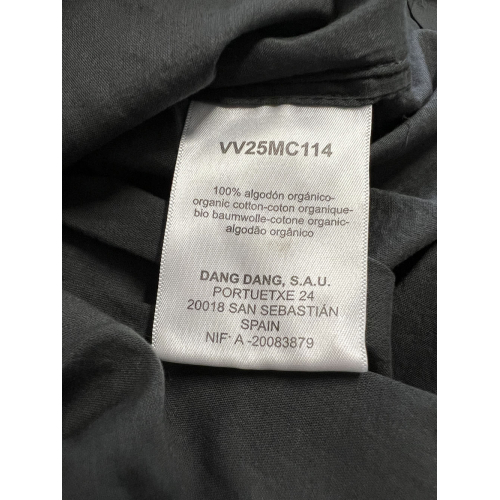 VV25MC114
100% algodón orgánico-
organic cotton-coton organique-
bio baumwolle-cotone organic-
algodão orgânico
DANG DANG, S.A.U.
PORTUETXE 24
20018 SAN SEBASTIÁN
SPAIN
NIF: A -20083879